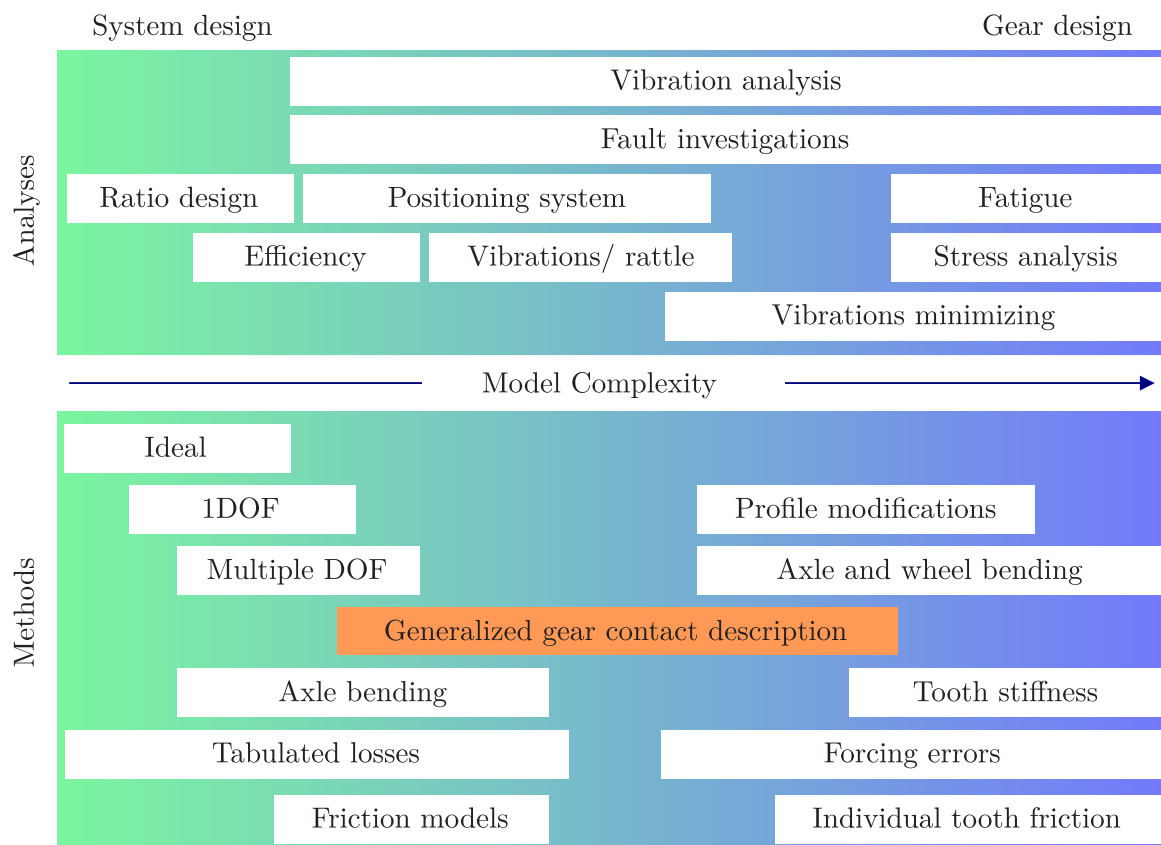 System design
Gear design
Analyses
Vibration analysis
Fault investigations
Ratio design
Positioning system
Fatigue
Efficiency
Vibrations/ rattle
Stress analysis
Vibrations minimizing
Model Complexity
Methods
Ideal
1DOF
Profile modifications
Multiple DOF
Axle and wheel bending
Generalized gear contact description
Axle bending
Tooth stiffness
Tabulated losses
Forcing errors
Friction models
Individual tooth friction